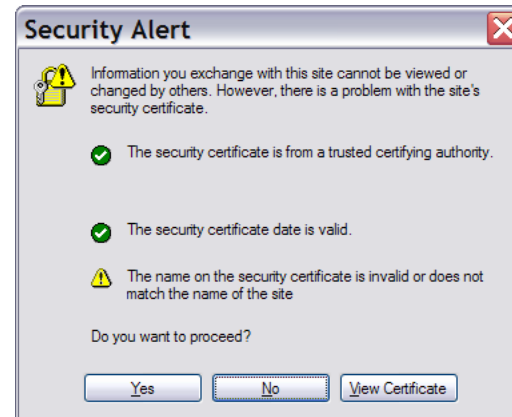 Security Alert
Information you exchange with this site cannot be viewed or
changed by others. However, there is a problem with the site's
security certificate.
The security certificate is from a trusted certifying authority.
The security certificate date is valid.
The name on the security certificate is invalid or does not
match the name of the site
Do you want to proceed?
Yes No View Certificate